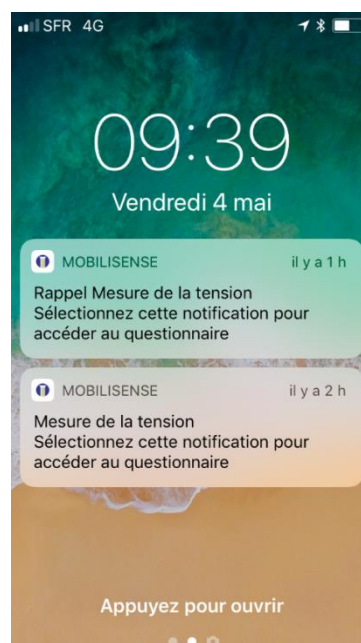 SFR 4G
09:39
Vendredi 4 mai
MOBILISENSE il y a 1 h
Rappel Mesure de la tension
Sélectionnez cette notification pour
accéder au questionnaire
MOBILISENSE il y a 2 h
Mesure de la tension
Sélectionnez cette notification pour
accéder au questionnaire
Appuyez pour ouvrir